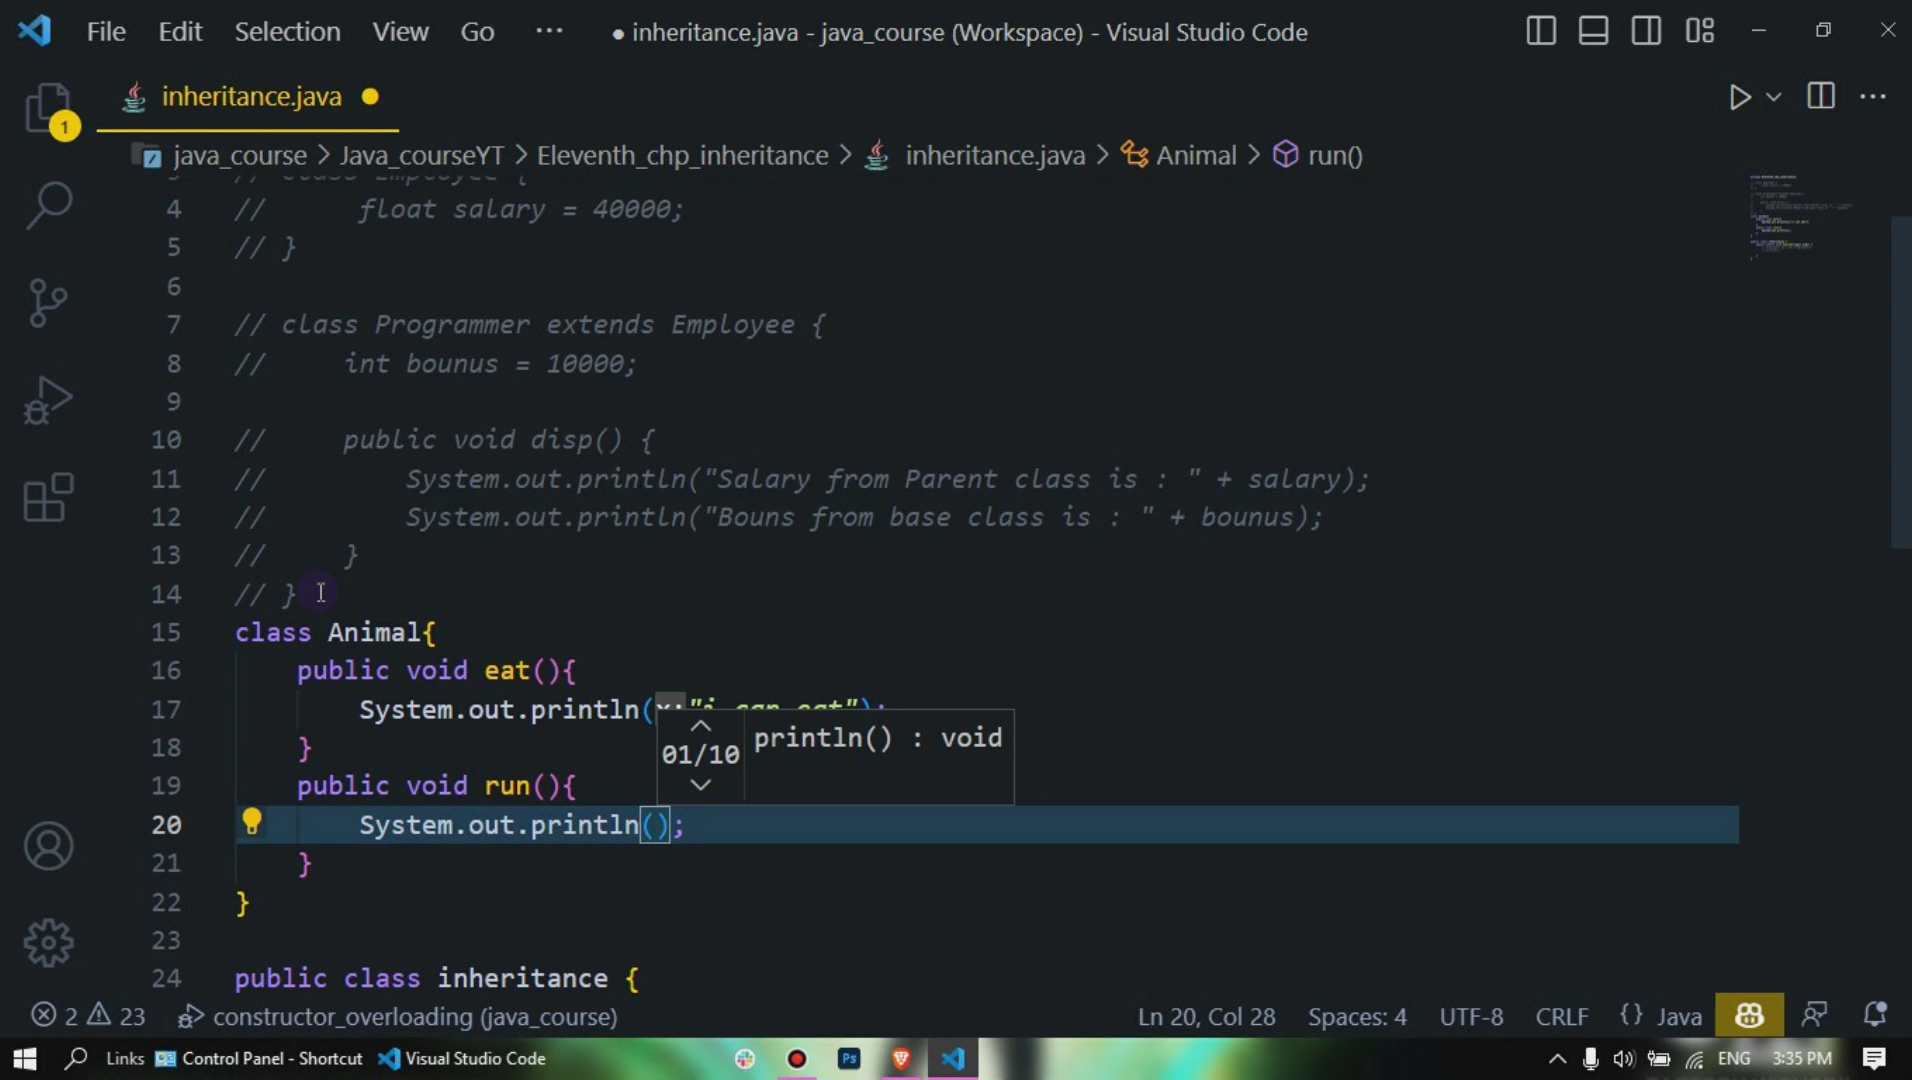 File Edit Selection View Go ··· ● inheritance.java - java_course (Workspace) - Visual Studio Code
inheritance.java
1
java_course > Java_courseYT > Eleventh_chp_inheritance > inheritance.java > Animal > run()
// class Employee {
4 //      float salary = 40000;
5 // }
6
7 // class Programmer extends Employee {
8 //     int bounus = 10000;
9
10 //     public void disp() {
11 //         System.out.println("Salary from Parent class is : " + salary);
12 //         System.out.println("Bouns from base class is : " + bounus);
13 //     }
14 // }
15 class Animal{
16     public void eat(){
17         System.out.println(x:"i can eat");
18     }
01/10 println() : void
19     public void run(){
20         System.out.println();
21     }
22 }
23
24 public class inheritance {
2 23 constructor_overloading (java_course) Ln 20, Col 28 Spaces: 4 UTF-8 CRLF {} Java
Links Control Panel - Shortcut Visual Studio Code Ps ENG 3:35 PM